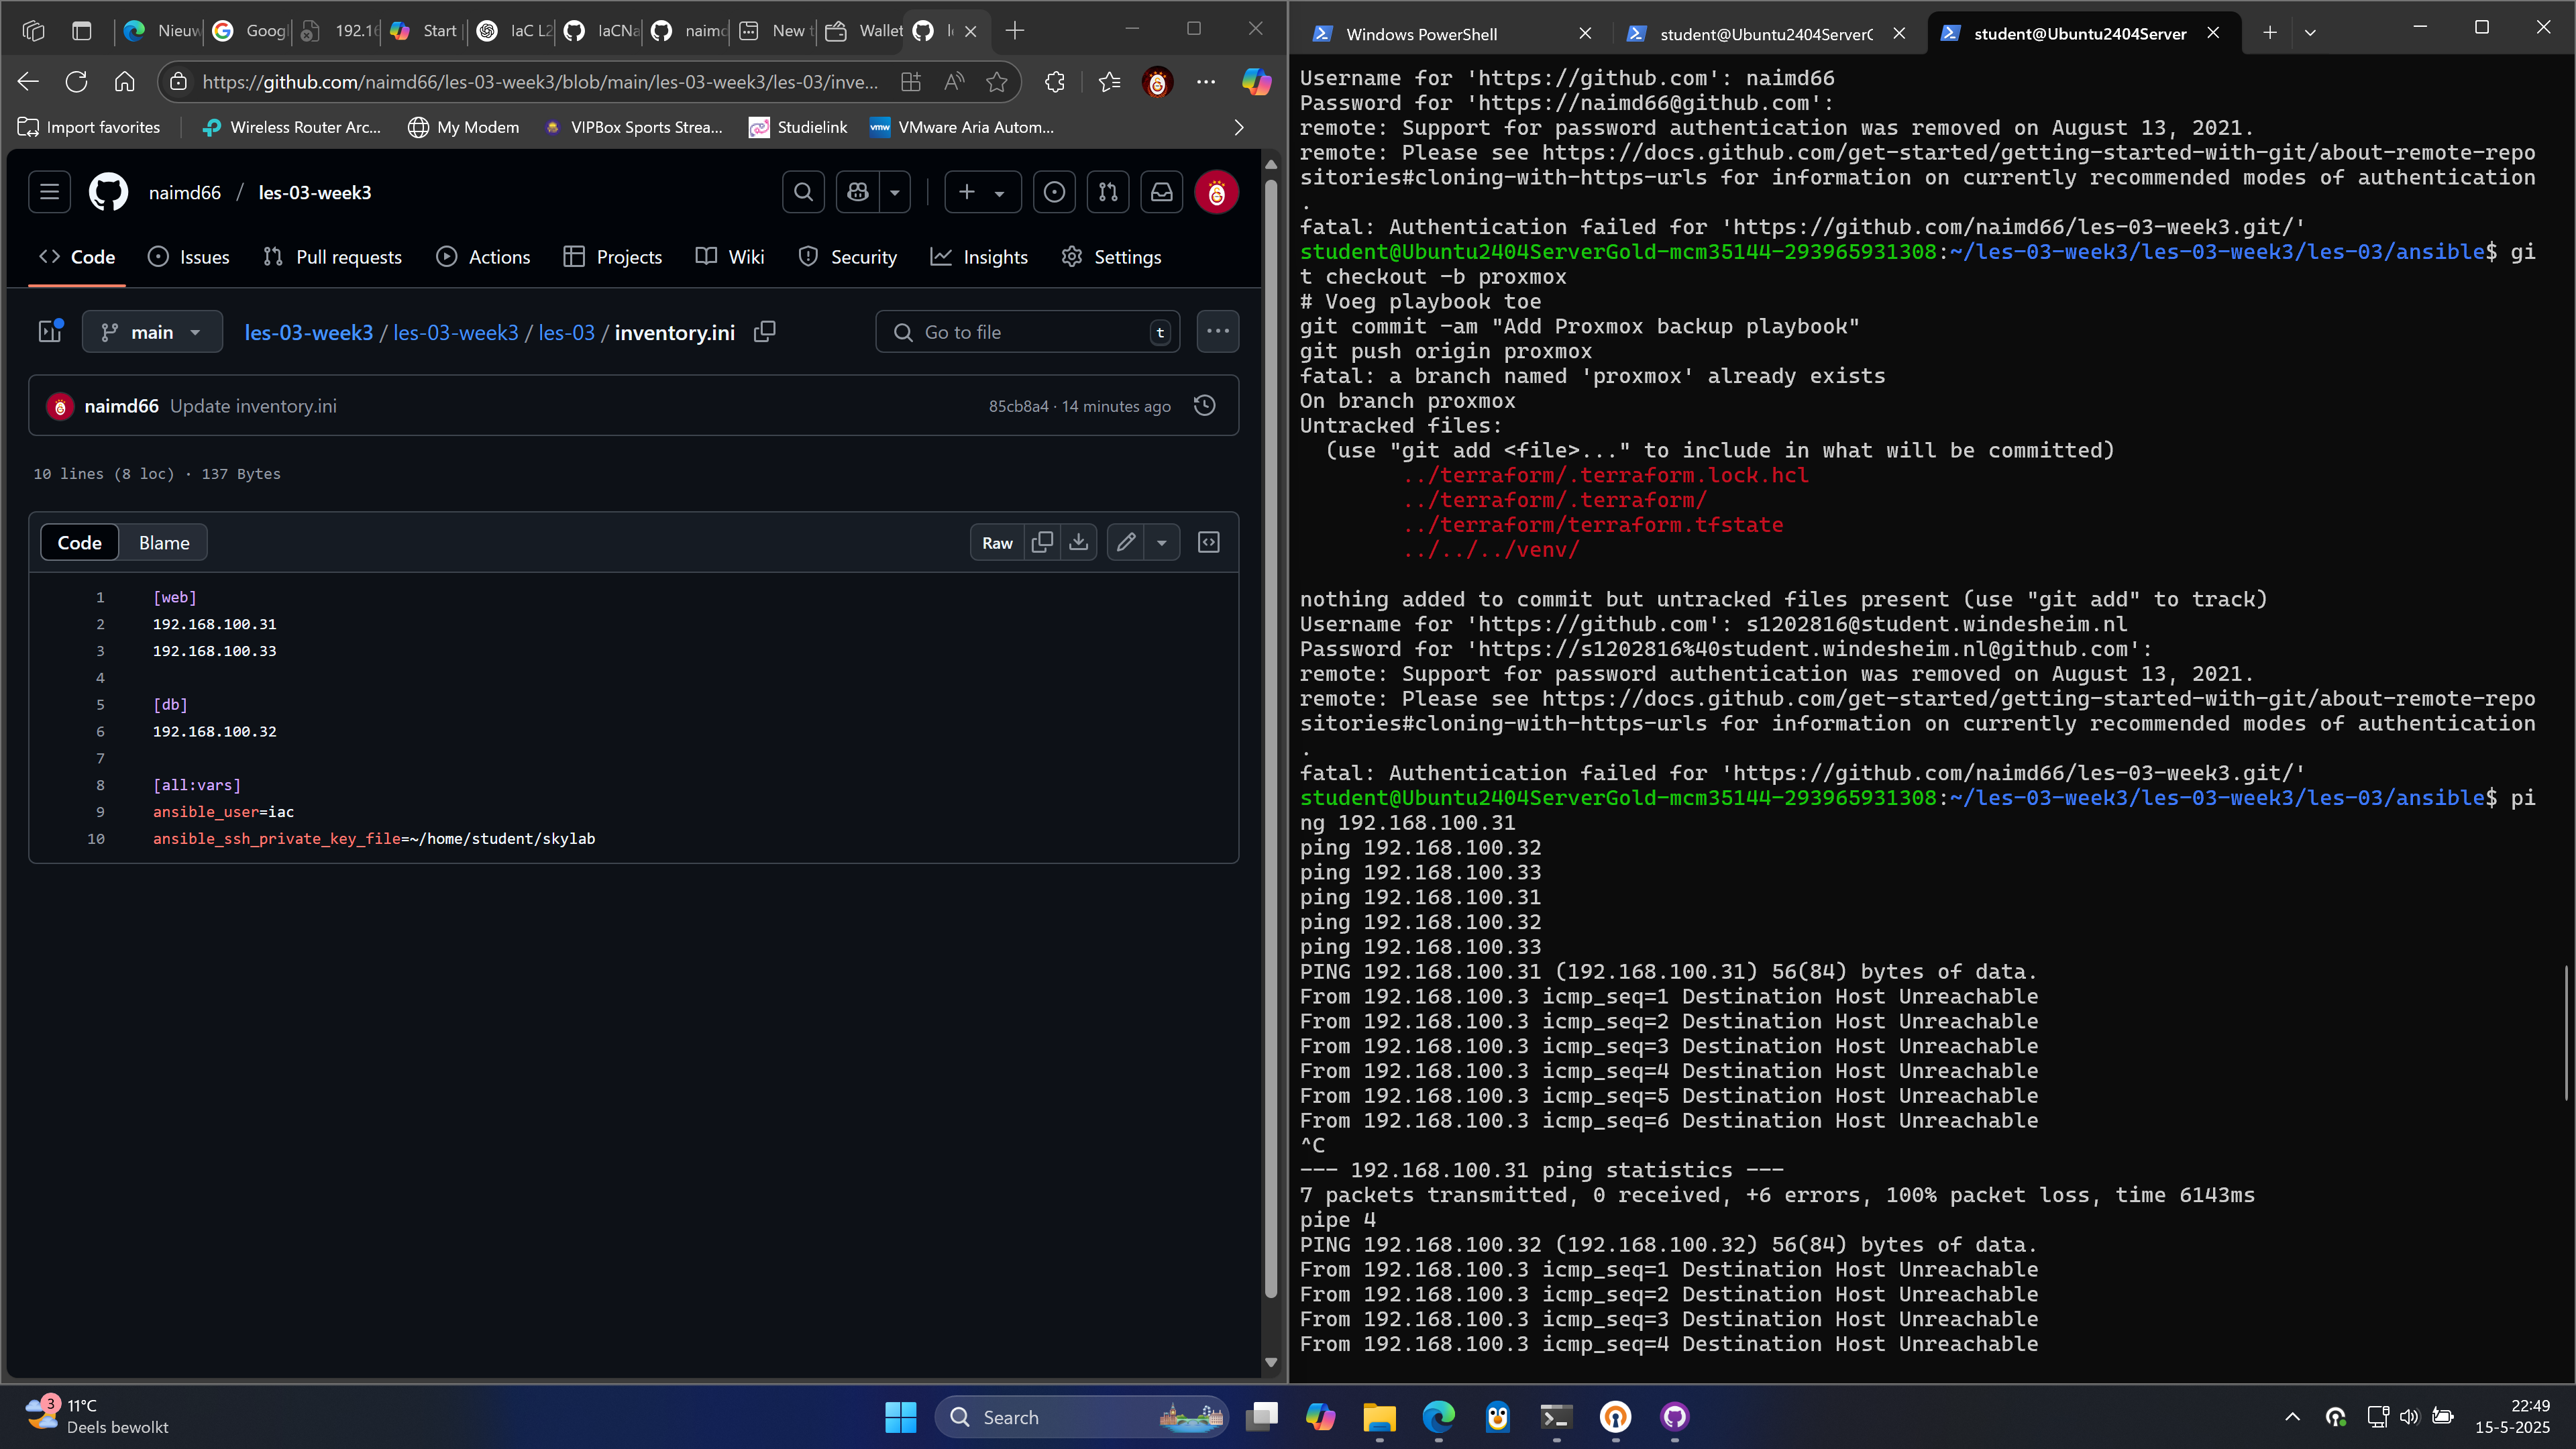 Nieuw
Googl
192.16
Start
IaC L2
IaCNa
naimd
New t
Wallet
https://github.com/naimd66/les-03-week3/blob/main/les-03-week3/les-03/inve...
Import favorites
Wireless Router Arc...
My Modem
VIPBox Sports Strea...
Studielink
vmw
VMware Aria Autom...
naimd66 / les-03-week3
Code
Issues
Pull requests
Actions
Projects
Wiki
Security
Insights
Settings
main
les-03-week3 / les-03-week3 / les-03 / inventory.ini
Go to file
t
naimd66 Update inventory.ini
85cb8a4 · 14 minutes ago
10 lines (8 loc) · 137 Bytes
Code
Blame
Raw
1 [web]
2 192.168.100.31
3 192.168.100.33
4
5 [db]
6 192.168.100.32
7
8 [all:vars]
9 ansible_user=iac
10 ansible_ssh_private_key_file=~/home/student/skylab
Windows PowerShell
student@Ubuntu2404Server
student@Ubuntu2404Server
Username for 'https://github.com': naimd66
Password for 'https://naimd66@github.com':
remote: Support for password authentication was removed on August 13, 2021.
remote: Please see https://docs.github.com/get-started/getting-started-with-git/about-remote-repo
sitories#cloning-with-https-urls for information on currently recommended modes of authentication
.
fatal: Authentication failed for 'https://github.com/naimd66/les-03-week3.git/'
student@Ubuntu2404ServerGold-mcm35144-293965931308:~/les-03-week3/les-03-week3/les-03/ansible$ gi
t checkout -b proxmox
# Voeg playbook toe
git commit -am "Add Proxmox backup playbook"
git push origin proxmox
fatal: a branch named 'proxmox' already exists
On branch proxmox
Untracked files:
(use "git add <file>..." to include in what will be committed)
../terraform/.terraform.lock.hcl
../terraform/.terraform/
../terraform/terraform.tfstate
../../../venv/
nothing added to commit but untracked files present (use "git add" to track)
Username for 'https://github.com': s1202816@student.windesheim.nl
Password for 'https://s1202816%40student.windesheim.nl@github.com':
remote: Support for password authentication was removed on August 13, 2021.
remote: Please see https://docs.github.com/get-started/getting-started-with-git/about-remote-repo
sitories#cloning-with-https-urls for information on currently recommended modes of authentication
.
fatal: Authentication failed for 'https://github.com/naimd66/les-03-week3.git/'
student@Ubuntu2404ServerGold-mcm35144-293965931308:~/les-03-week3/les-03-week3/les-03/ansible$ pi
ng 192.168.100.31
ping 192.168.100.32
ping 192.168.100.33
ping 192.168.100.31
ping 192.168.100.32
ping 192.168.100.33
PING 192.168.100.31 (192.168.100.31) 56(84) bytes of data.
From 192.168.100.3 icmp_seq=1 Destination Host Unreachable
From 192.168.100.3 icmp_seq=2 Destination Host Unreachable
From 192.168.100.3 icmp_seq=3 Destination Host Unreachable
From 192.168.100.3 icmp_seq=4 Destination Host Unreachable
From 192.168.100.3 icmp_seq=5 Destination Host Unreachable
From 192.168.100.3 icmp_seq=6 Destination Host Unreachable
^C
--- 192.168.100.31 ping statistics ---
7 packets transmitted, 0 received, +6 errors, 100% packet loss, time 6143ms
pipe 4
PING 192.168.100.32 (192.168.100.32) 56(84) bytes of data.
From 192.168.100.3 icmp_seq=1 Destination Host Unreachable
From 192.168.100.3 icmp_seq=2 Destination Host Unreachable
From 192.168.100.3 icmp_seq=3 Destination Host Unreachable
From 192.168.100.3 icmp_seq=4 Destination Host Unreachable
3
11°C
Deels bewolkt
Search
22:49
15-5-2025